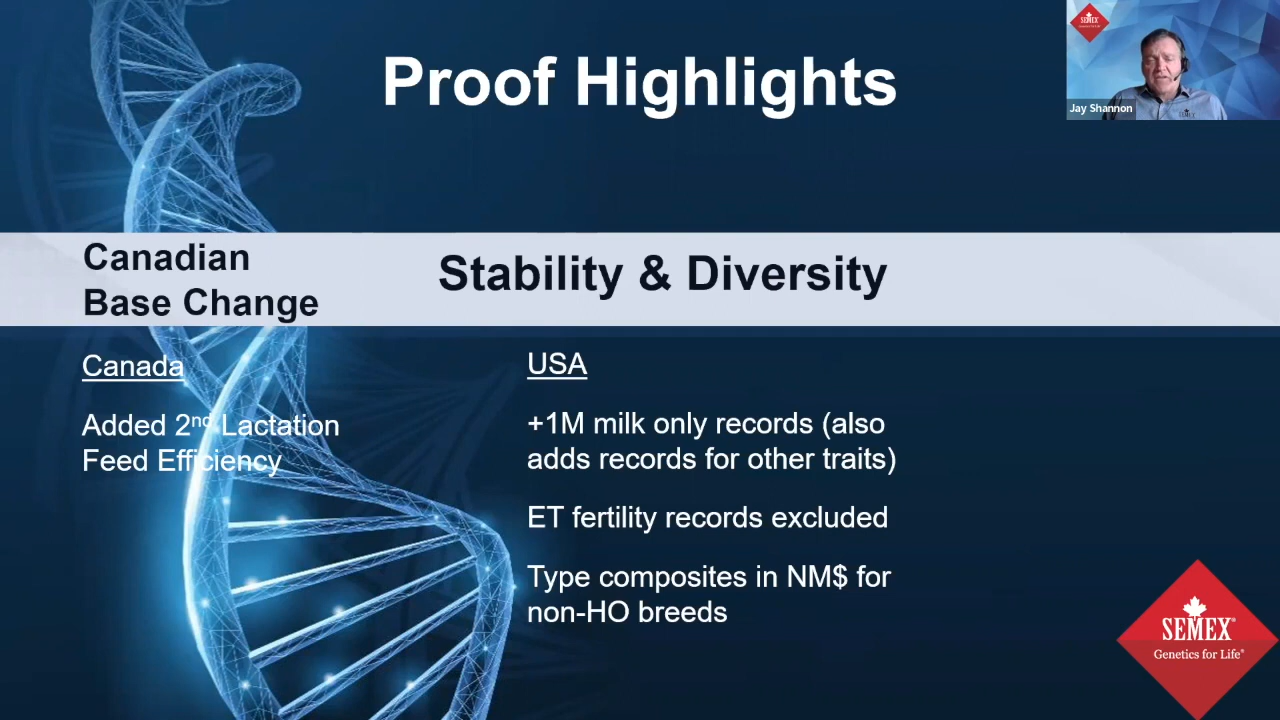 Proof Highlights
SEMEX
Jay Shannon
Canadian
Base Change
Stability & Diversity
Canada
Added 2nd Lactation
Feed Efficiency
USA
+1M milk only records (also
adds records for other traits)
ET fertility records excluded
Type composites in NM$ for
non-HO breeds
SEMEX®
Genetics for Life®